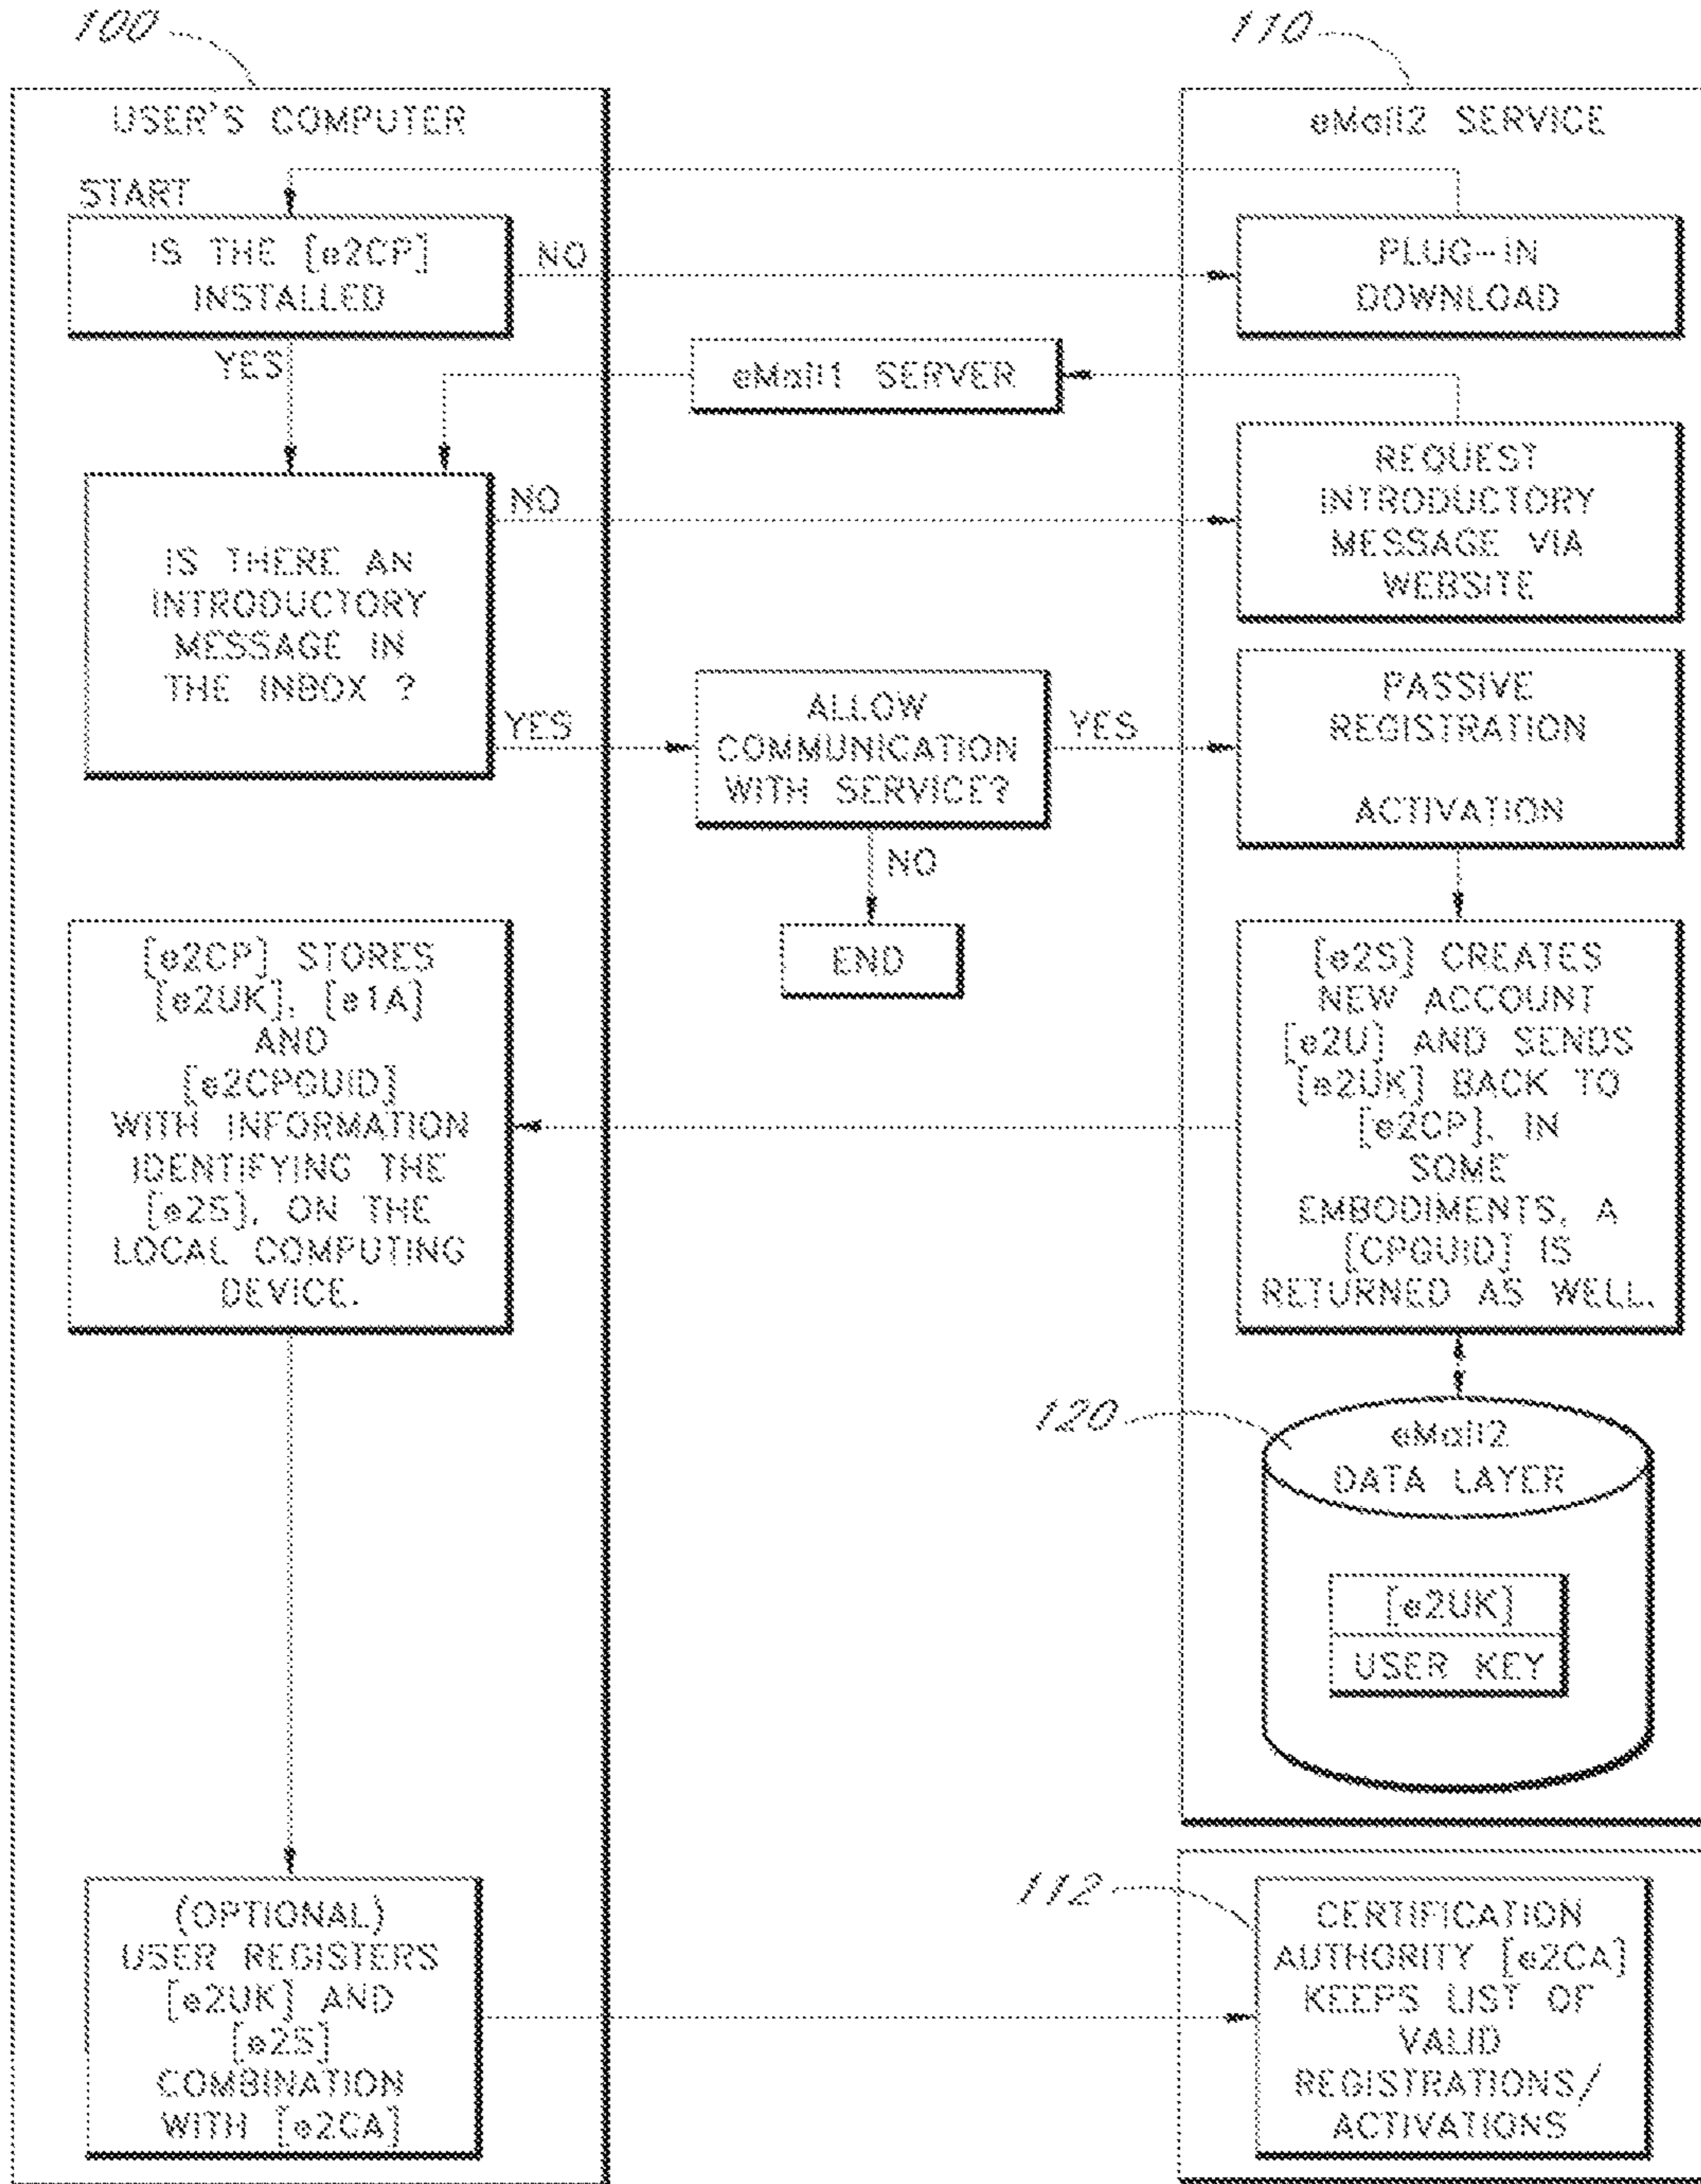 100
110
USER'S COMPUTER
eMail2 SERVICE
START
IS THE [e2CP]
INSTALLED
NO
PLUG-IN
DOWNLOAD
YES
eMail1 SERVER
REQUEST
INTRODUCTORY
MESSAGE VIA
WEBSITE
NO
IS THERE AN
INTRODUCTORY
MESSAGE IN
THE INBOX ?
YES
ALLOW
COMMUNICATION
WITH SERVICE?
YES
PASSIVE
REGISTRATION
ACTIVATION
NO
END
[e2CP] STORES
[e2UK], [e1A]
AND
[e2CPGUID]
WITH INFORMATION
IDENTIFYING THE
[e2S], ON THE
LOCAL COMPUTING
DEVICE.
[e2S] CREATES
NEW ACCOUNT
[e2U] AND SENDS
[e2UK] BACK TO
[e2CP], IN
SOME
EMBODIMENTS, A
[CPGUID] IS
RETURNED AS WELL.
120
eMail2
DATA LAYER
[e2UK]
USER KEY
112
(OPTIONAL)
USER REGISTERS
[e2UK] AND
[e2S]
COMBINATION
WITH [e2CA]
CERTIFICATION
AUTHORITY [e2CA]
KEEPS LIST OF
VALID
REGISTRATIONS/
ACTIVATIONS